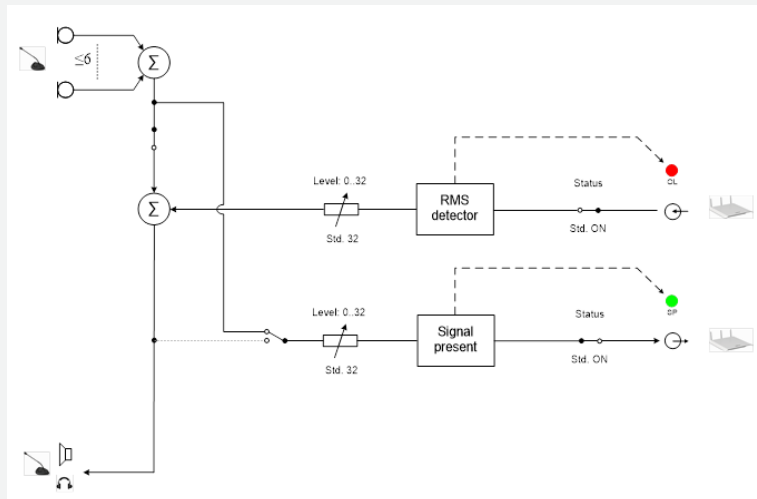 ≤6
Σ
Level: 0..32
RMS
detector
Status
OL
Σ
Std. 32
Std. ON
Level: 0..32
Signal
present
Status
SP
Std. 32
Std. ON